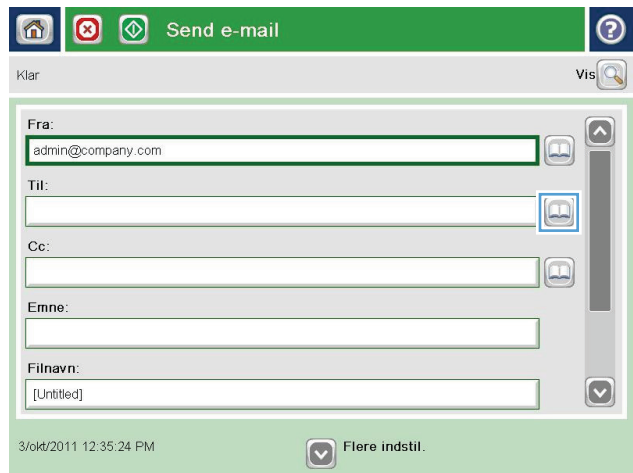 Send e-mail
Klar
Vis
Fra:
admin@company.com
Til:
Cc:
Emne:
Filnavn:
[Untitled]
3/okt/2011 12:35:24 PM
Flere indstil.